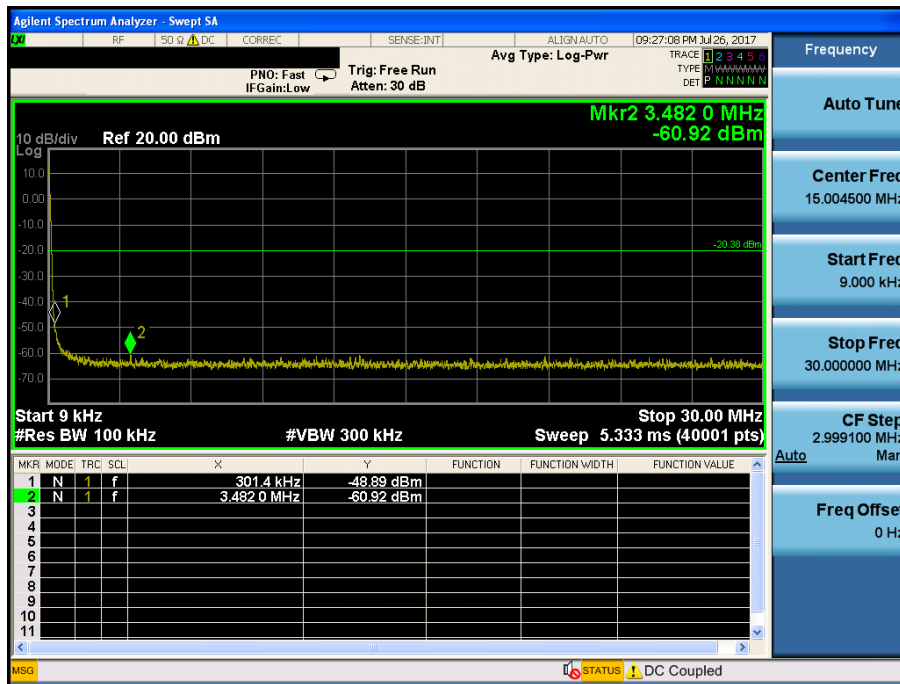 Agilent Spectrum Analyzer - Swept SA
LXI RF 50 Ω DC CORREC SENSE:INT ALIGNAUTO 09:27:08 PM Jul 26, 2017
Avg Type: Log-Pwr
TRACE 1 2 3 4 5 6
PNO: Fast Trig: Free Run
TYPE M
IFGain:Low Atten: 30 dB
DET P N N N N N
Mkr2 3.482 0 MHz
-60.92 dBm
10 dB/div Ref 20.00 dBm
Log
10.0
0.00
-10.0
-20.0
-20.38 dBm
-30.0
-40.0
1
-50.0
2
-60.0
-70.0
Start 9 kHz Stop 30.00 MHz
#Res BW 100 kHz #VBW 300 kHz Sweep 5.333 ms (40001 pts)
MKR MODE TRC SCL X Y FUNCTION FUNCTION WIDTH FUNCTION VALUE
1 N 1 f 301.4 kHz -48.89 dBm
2 N 1 f 3.482 0 MHz -60.92 dBm
3
4
5
6
7
8
9
10
11
MSG STATUS DC Coupled
Frequency
Auto Tune
Center Freq
15.004500 MHz
Start Freq
9.000 kHz
Stop Freq
30.000000 MHz
CF Step
2.999100 MHz
Auto Man
Freq Offset
0 Hz